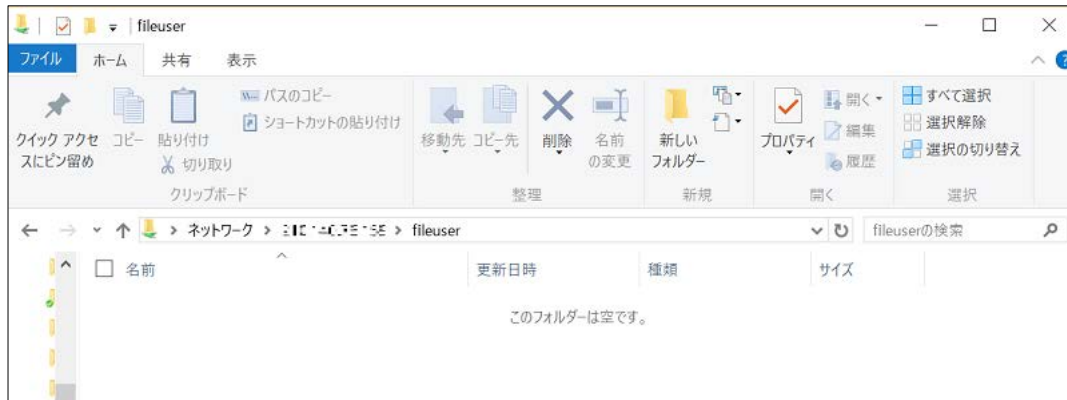 fileuser
ファイル ホーム 共有 表示
クイック アクセスにピン留め
コピー
貼り付け
切り取り
パスのコピー
ショートカットの貼り付け
クリップボード
移動先
コピー先
削除
名前の変更
整理
新しいフォルダー
新規
プロパティ
開く
編集
履歴
開く
すべて選択
選択解除
選択の切り替え
選択
ネットワーク > > fileuser
fileuserの検索
名前 更新日時 種類 サイズ
このフォルダーは空です。